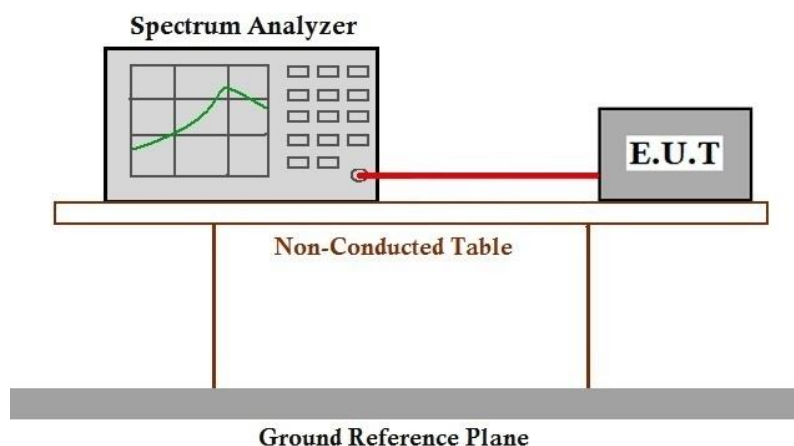 Spectrum Analyzer
E.U.T
Non-Conducted Table
Ground Reference Plane